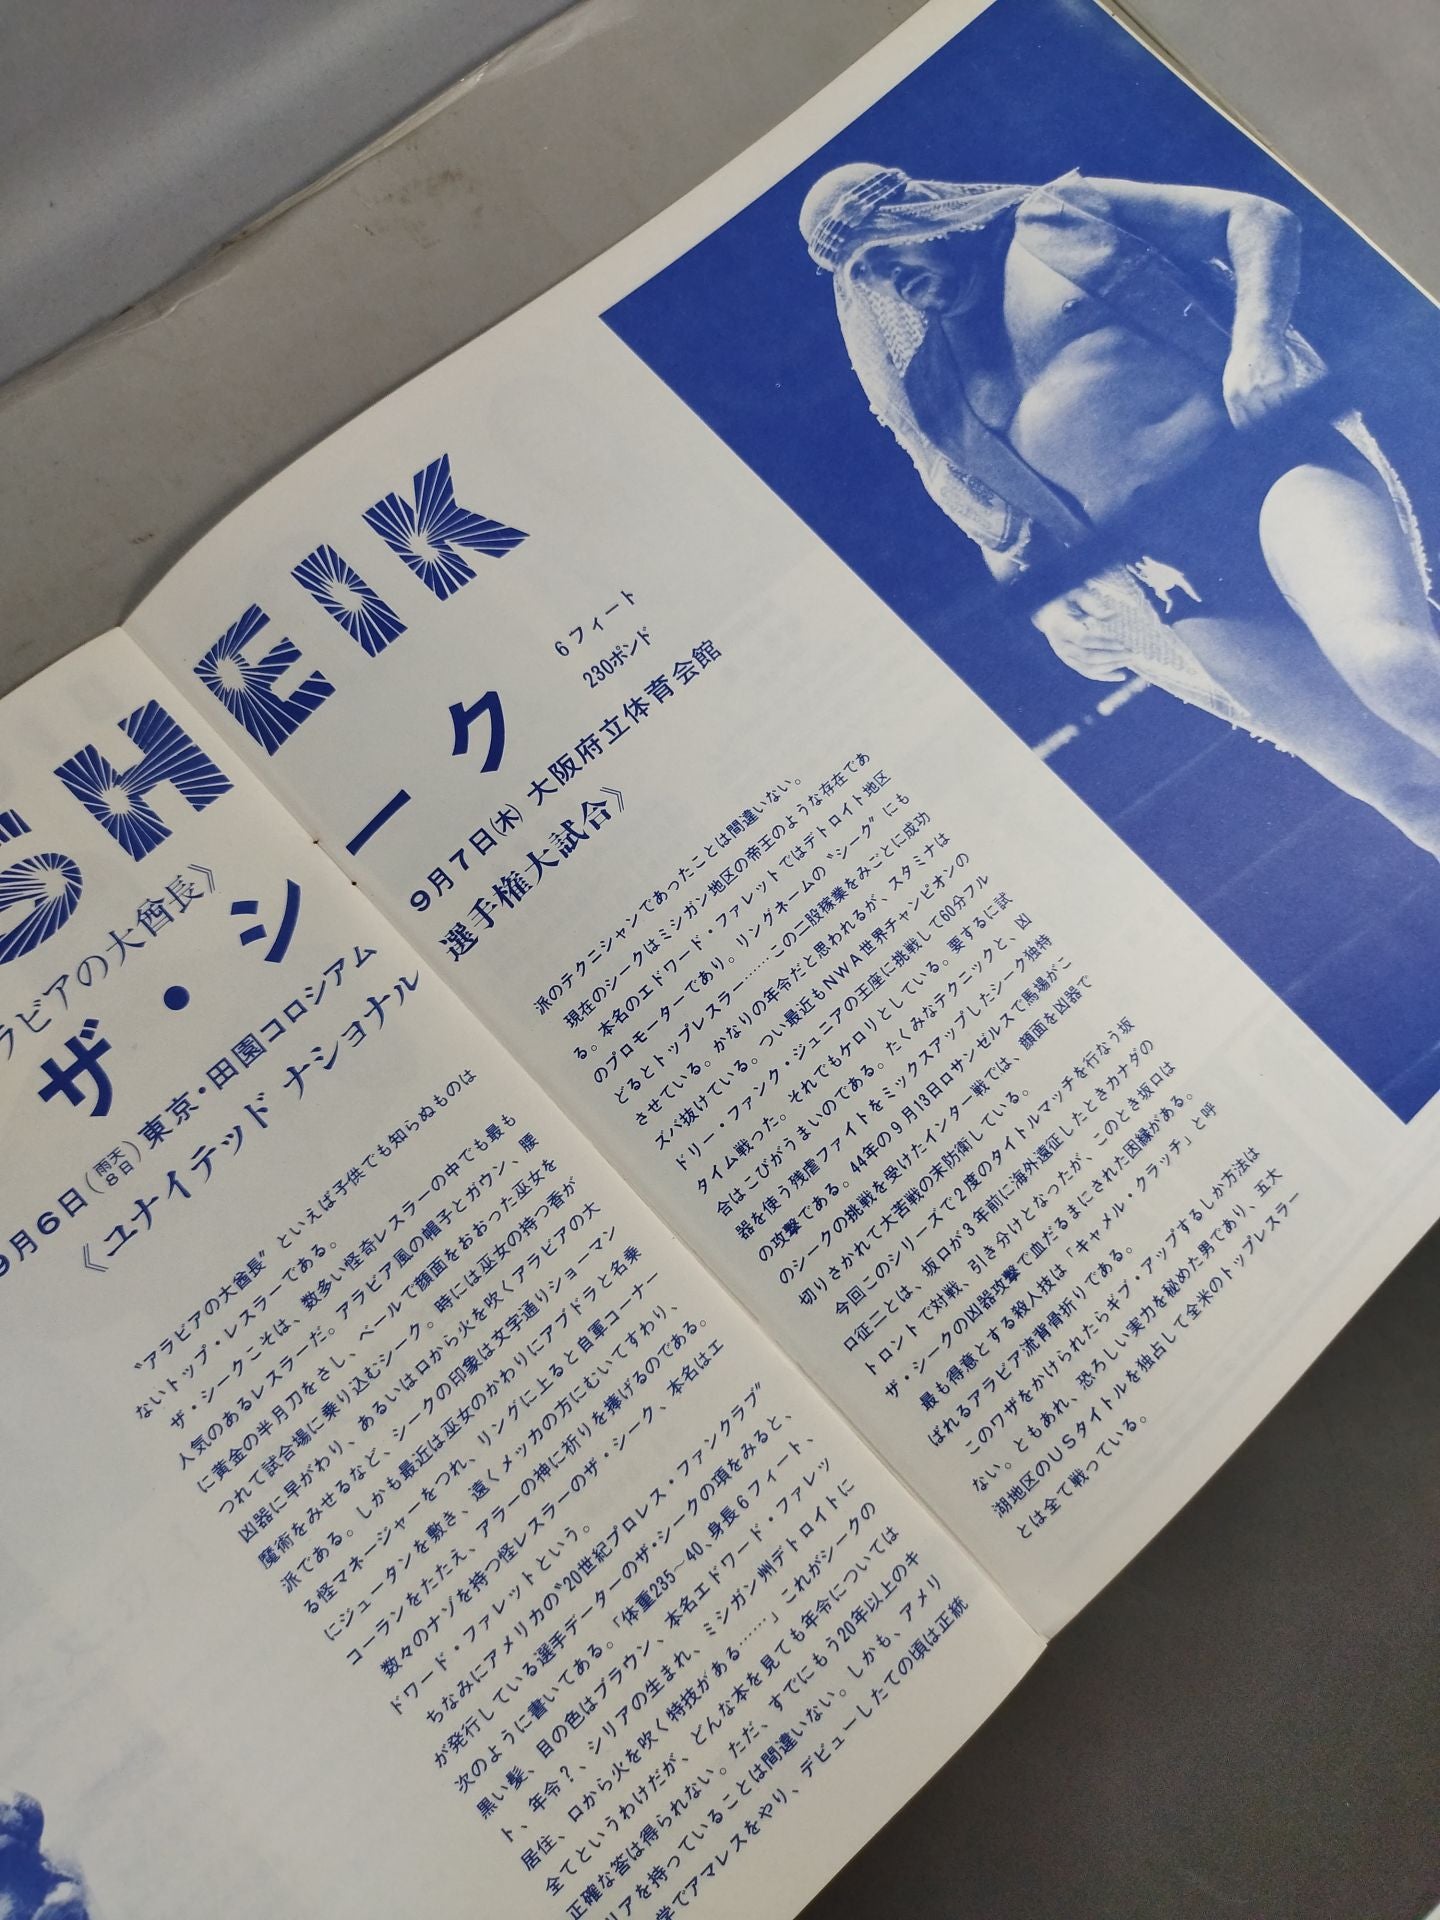 SHEIK
ラビアの大酋長》
ザ・シーク
6フィート
230ポンド
9月6日(雨天8日)東京・田園コロシアム
9月7日(木)大阪府立体育会館
《ユナイテッド ナショナル
選手権大試合》
〝アラビアの大酋長〟といえば子供でも知らぬものは
ないトップ・レスラーである。
ザ・シークこそは、数多い怪奇レスラーの中でも最も
人気のあるレスラーだ。アラビア風の帽子とガウン、腰
に黄金の半月刀をさし、ベールで顔面をおおった巫女を
つれて試合場に乗り込むシーク。時には巫女の持つ香が
凶器に早がわり、あるいは口から火を吹くアラビアの大
魔術をみせるなど、シークの印象は文字通りショーマン
派である。しかも最近は巫女のかわりにアブドラと名乗
る怪マネージャーをつれ、リングに上ると自軍コーナー
にジュータンを敷き、遠くメッカの方にむいてすわり、
コーランをたたえ、アラーの神に祈りを捧げるのである。
数々のナゾを持つ怪レスラーのザ・シーク、本名はエ
ドワード・ファレットという。
ちなみにアメリカの〝20世紀プロレス・ファンクラブ〟
が発行している選手データーのザ・シークの項をみると、
次のように書いてある。「体重235〜40、身長6フィート、
黒い髪、目の色はブラウン、本名エドワード・ファレッ
ト、年令?、シリアの生まれ、ミシガン州デトロイトに
居住、口から火を吹く特技がある……」これがシークの
全てというわけだが、どんな本を見ても年令については
正確な答は得られない。ただ、すでにもう20年以上のキ
リアを持っていることは間違いない。しかも、アメリ
学でアマレスをやり、デビューしたての頃は正統
派のテクニシャンであったことは間違いない。
現在のシークはミシガン地区の帝王のような存在であ
る。本名のエドワード・ファレットではデトロイト地区
のプロモーターであり。リングネームの〝シーク〟にも
どるとトップレスラー………この二股稼業をみごとに成功
させている。かなりの年令だと思われるが、スタミナは
ズバ抜けている。つい最近もNWA世界チャンピオンの
ドリー・ファンク・ジュニアの王座に挑戦して60分フル
タイム戦った。それでもケロリとしている。要するに試
合はこびがうまいのである。たくみなテクニックと、凶
器を使う残虐ファイトをミックスアップしたシーク独特
の攻撃である。44年の9月13日ロサンゼルスで馬場がこ
のシークの挑戦を受けたインター戦では、顔面を凶器で
切りさかれて大苦戦の末防衛している。
今回このシリーズで2度のタイトルマッチを行なう坂
口征二とは、坂口が3年前に海外遠征したときカナダの
トロントで対戦、引き分けとなったが、このとき坂口は
ザ・シークの凶器攻撃で血だるまにされた因縁がある。
最も得意とする殺人技は、「キャメル・クラッチ」と呼
ばれるアラビア流背骨折りである。
このワザをかけられたらギブ・アップするしか方法は
ない。ともあれ、恐ろしい実力を秘めた男であり、五大
湖地区のUSタイトルを独占して全米のトップレスラー
とは全て戦っている。